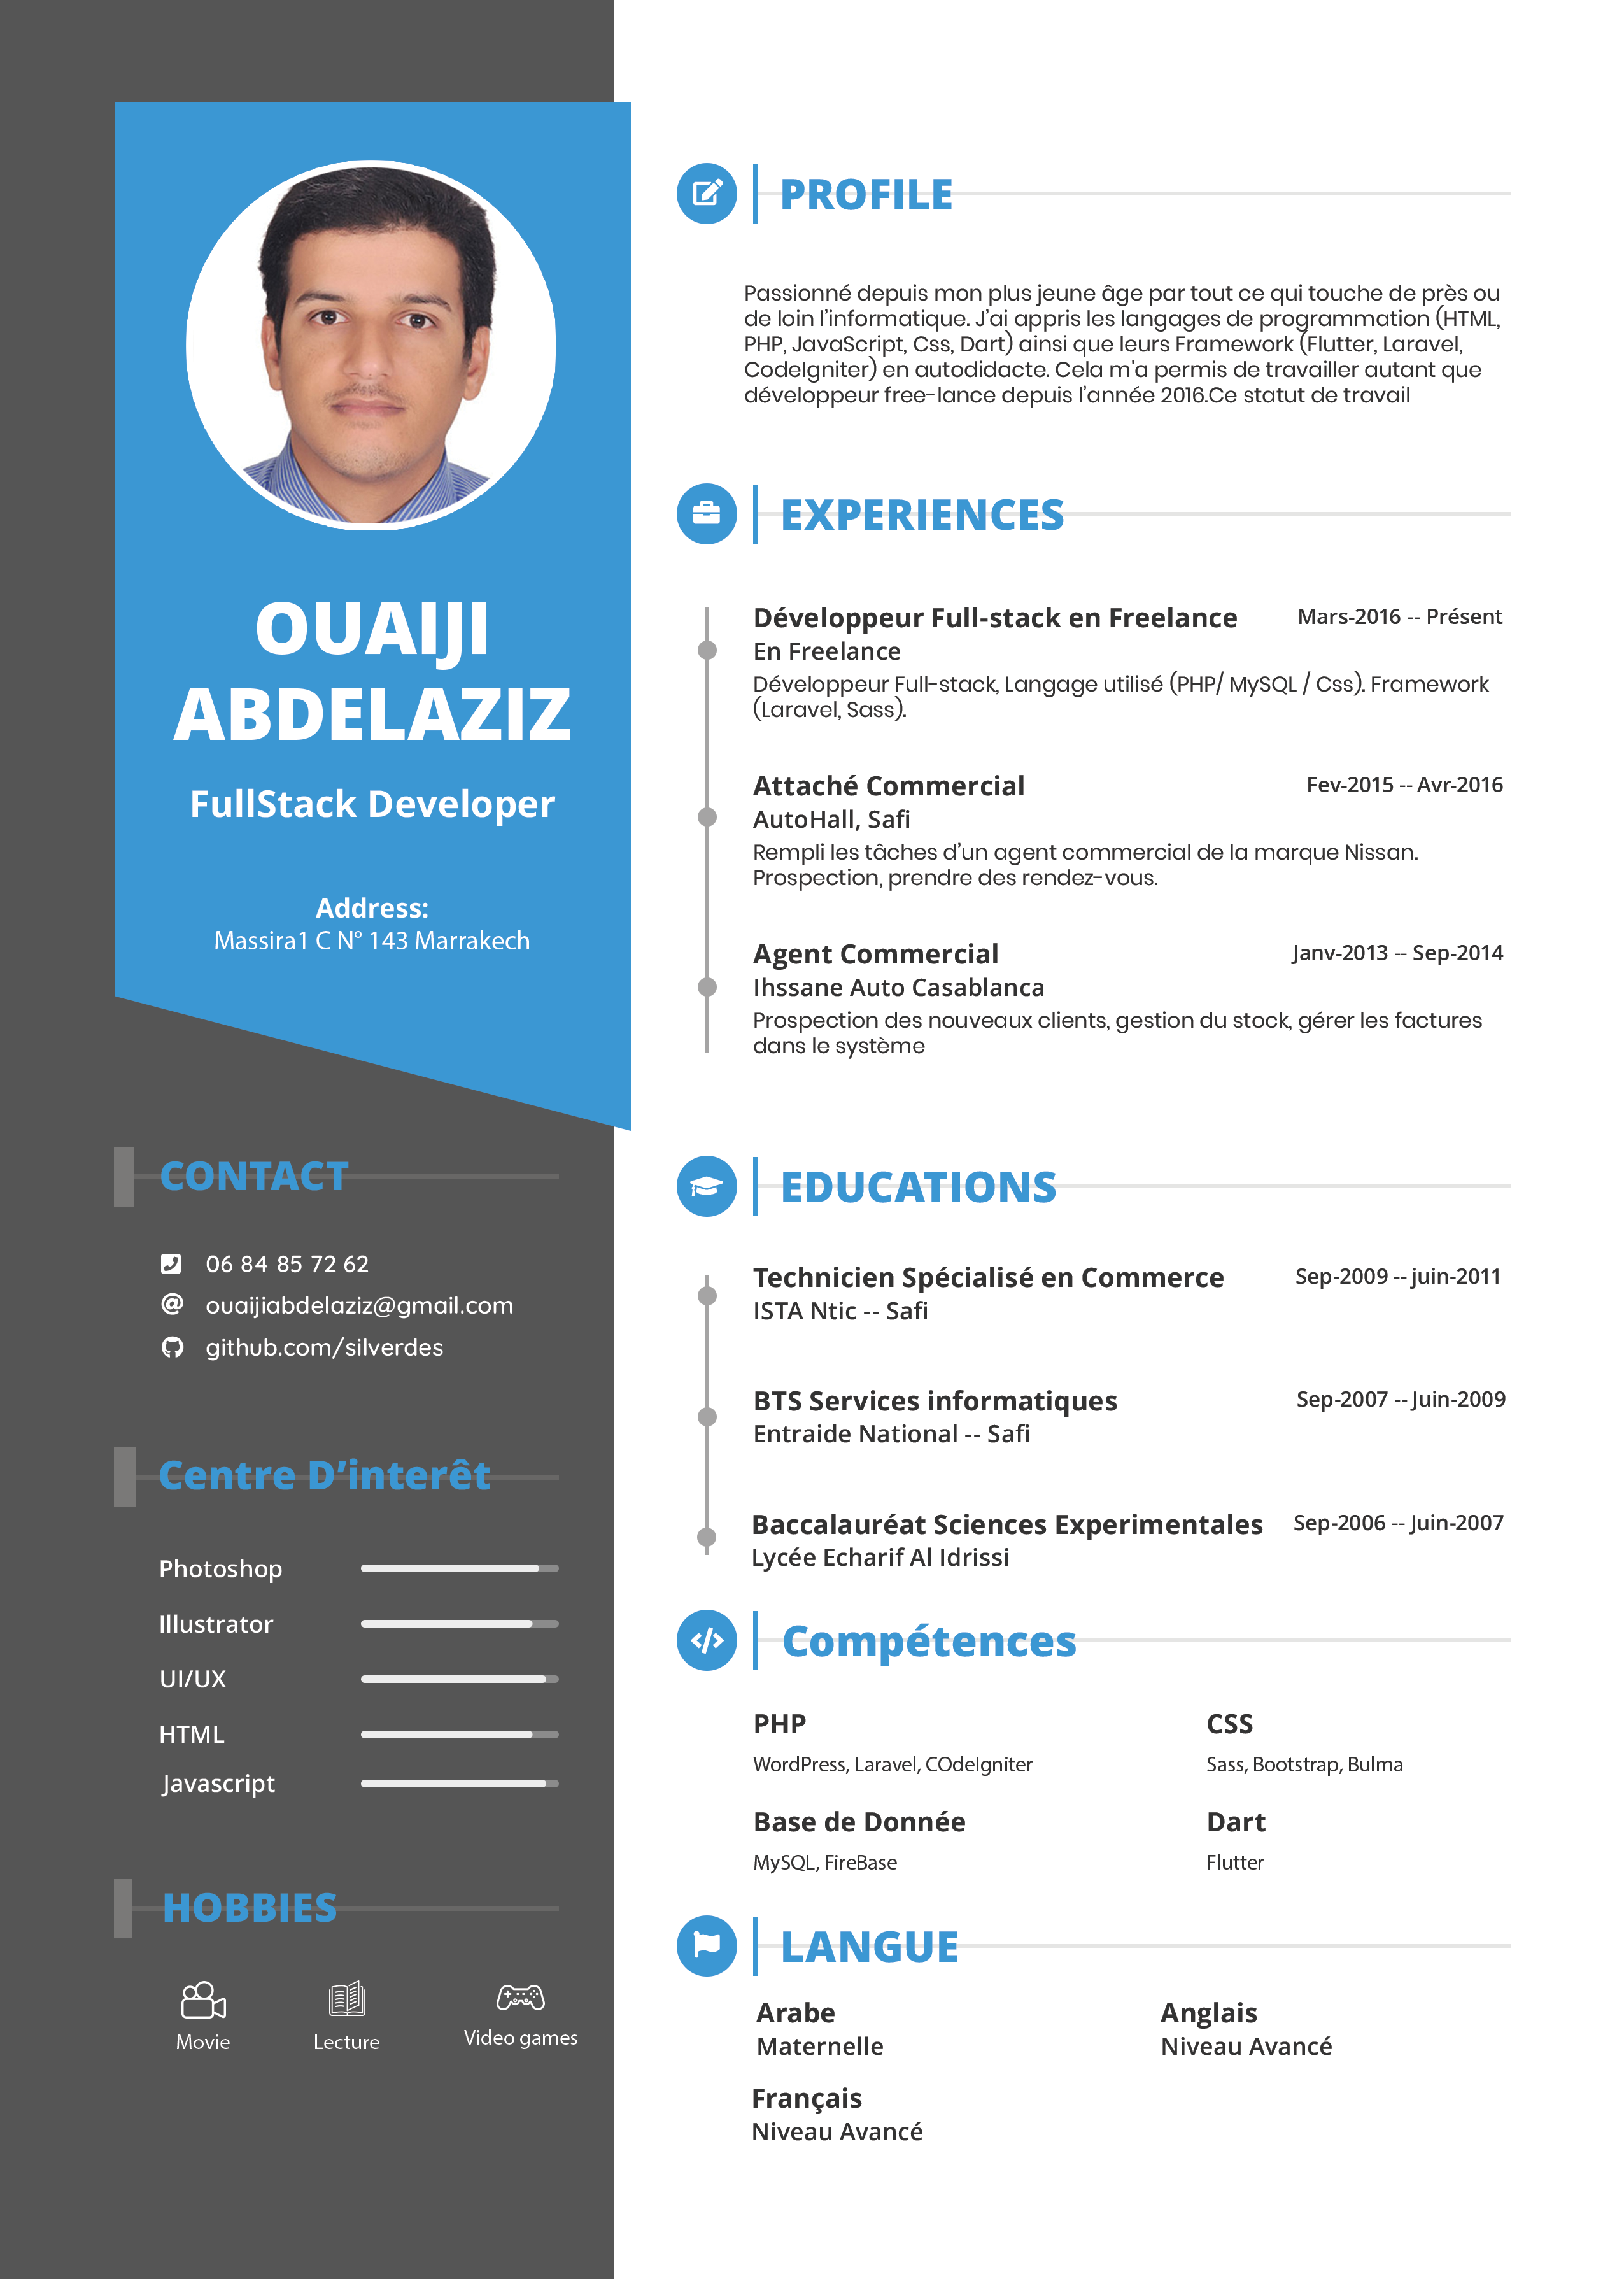 OUAIJI
ABDELAZIZ
FullStack Developer
Address:
Massira1 C N° 143 Marrakech
CONTACT
06 84 85 72 62
ouaijiabdelaziz@gmail.com
github.com/silverdes
Centre D’interêt
Photoshop
Illustrator
UI/UX
HTML
Javascript
HOBBIES
Movie
Lecture
Video games
PROFILE
Passionné depuis mon plus jeune âge par tout ce qui touche de près ou
de loin l’informatique. J’ai appris les langages de programmation (HTML,
PHP, JavaScript, Css, Dart) ainsi que leurs Framework (Flutter, Laravel,
CodeIgniter) en autodidacte. Cela m'a permis de travailler autant que
développeur free-lance depuis l’année 2016.Ce statut de travail
EXPERIENCES
Développeur Full-stack en Freelance Mars-2016 -- Présent
En Freelance
Développeur Full-stack, Langage utilisé (PHP/ MySQL / Css). Framework
(Laravel, Sass).
Attaché Commercial Fev-2015 -- Avr-2016
AutoHall, Safi
Rempli les tâches d’un agent commercial de la marque Nissan.
Prospection, prendre des rendez-vous.
Agent Commercial Janv-2013 -- Sep-2014
Ihssane Auto Casablanca
Prospection des nouveaux clients, gestion du stock, gérer les factures
dans le système
EDUCATIONS
Technicien Spécialisé en Commerce Sep-2009 -- juin-2011
ISTA Ntic -- Safi
BTS Services informatiques Sep-2007 -- Juin-2009
Entraide National -- Safi
Baccalauréat Sciences Experimentales Sep-2006 -- Juin-2007
Lycée Echarif Al Idrissi
Compétences
PHP CSS
WordPress, Laravel, COdeIgniter Sass, Bootstrap, Bulma
Base de Donnée Dart
MySQL, FireBase Flutter
LANGUE
Arabe Anglais
Maternelle Niveau Avancé
Français
Niveau Avancé